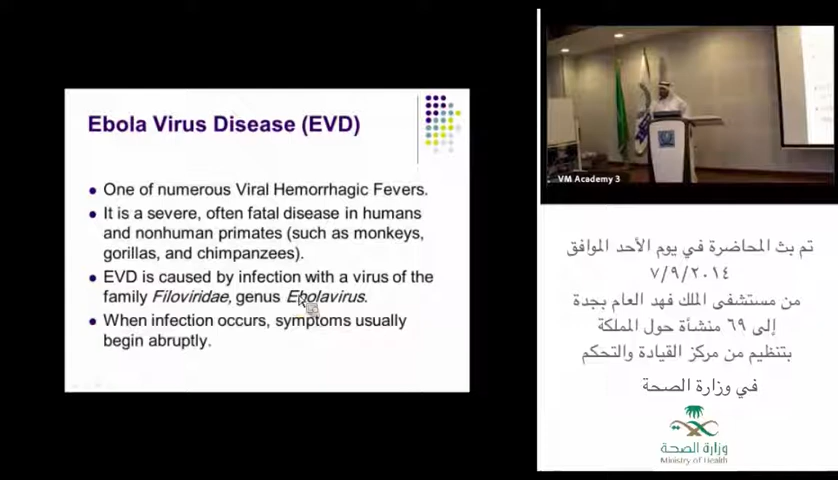 Ebola Virus Disease (EVD)
One of numerous Viral Hemorrhagic Fevers.
It is a severe, often fatal disease in humans
and nonhuman primates (such as monkeys,
gorillas, and chimpanzees).
EVD is caused by infection with a virus of the
family Filoviridae, genus Ebolavirus.
When infection occurs, symptoms usually
begin abruptly.
VM Academy 3
تم بث المحاضرة في يوم الأحد الموافق
٧/٩/٢٠١٤
من مستشفى الملك فهد العام بجدة
إلى ٦٩ منشأة حول المملكة
بتنظيم من مركز القيادة والتحكم
في وزارة الصحة
وزارة الصحة
Ministry of Health